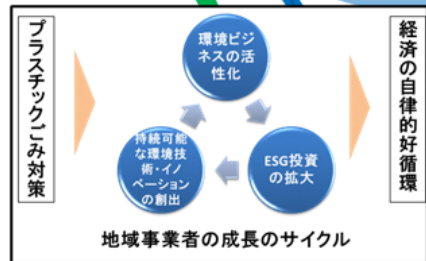 プラスチックごみ対策
環境ビジ
ネスの活
性化
経済の自律的好循環
持続可能
な環境技
術・イノ
ベーション
の創出
ESG投資
の拡大
地域事業者の成長のサイクル